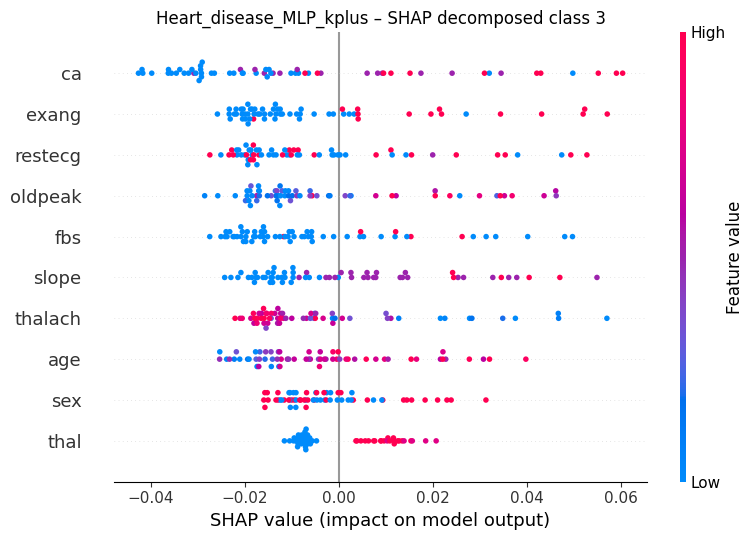 Heart_disease_MLP_kplus – SHAP decomposed class 3
High
ca
exang
restecg
oldpeak
fbs
slope
thalach
age
sex
thal
Feature value
Low
−0.04 −0.02 0.00 0.02 0.04 0.06
SHAP value (impact on model output)